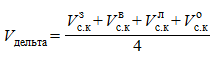 V_дельта = (V_с.к^з + V_с.к^в + V_с.к^л + V_с.к^о) / 4